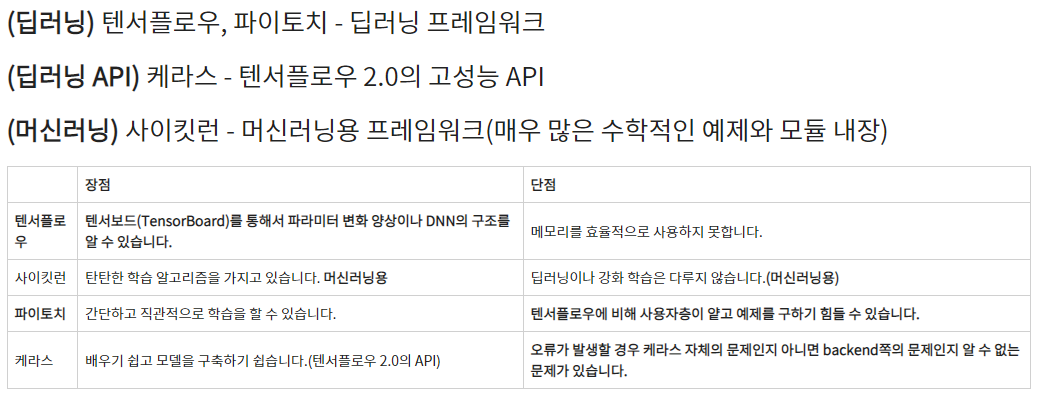 (딥러닝) 텐서플로우, 파이토치 - 딥러닝 프레임워크
(딥러닝 API) 케라스 - 텐서플로우 2.0의 고성능 API
(머신러닝) 사이킷런 - 머신러닝용 프레임워크(매우 많은 수학적인 예제와 모듈 내장)
장점 단점
텐서플로
우
텐서보드(TensorBoard)를 통해서 파라미터 변화 양상이나 DNN의 구조를
알 수 있습니다.
메모리를 효율적으로 사용하지 못합니다.
사이킷런 탄탄한 학습 알고리즘을 가지고 있습니다. 머신러닝용 딥러닝이나 강화 학습은 다루지 않습니다.(머신러닝용)
파이토치 간단하고 직관적으로 학습을 할 수 있습니다. 텐서플로우에 비해 사용자층이 얕고 예제를 구하기 힘들 수 있습니다.
케라스 배우기 쉽고 모델을 구축하기 쉽습니다.(텐서플로우 2.0의 API)
오류가 발생할 경우 케라스 자체의 문제인지 아니면 backend쪽의 문제인지 알 수 없는
문제가 있습니다.